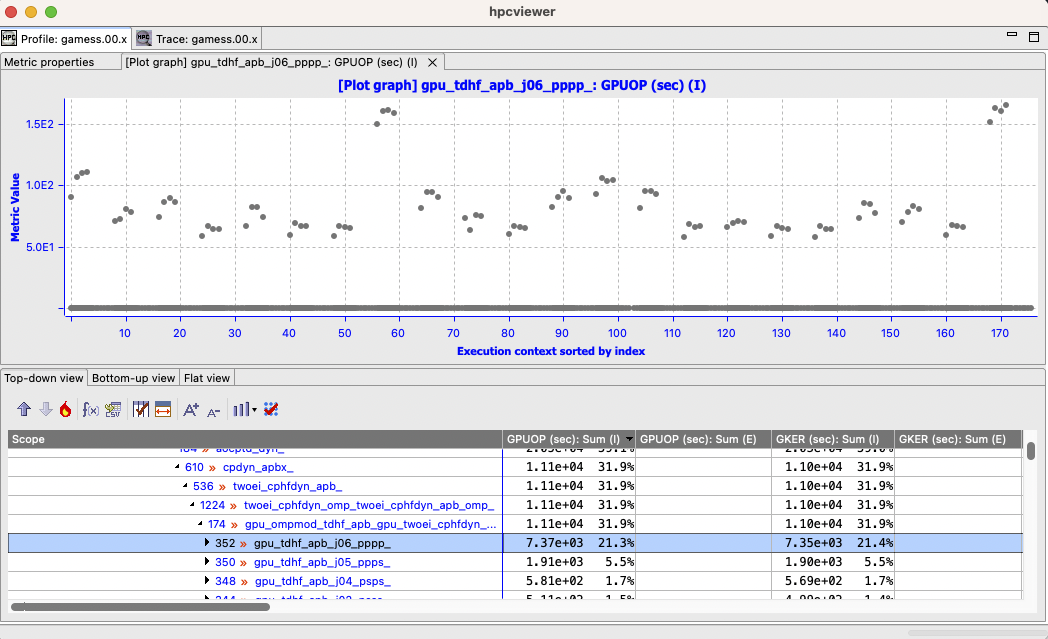 hpcviewer
Profile: gamess.00.x Trace: gamess.00.x
Metric properties [Plot graph] gpu_tdhf_apb_j06_pppp_: GPUOP (sec) (I)
[Plot graph] gpu_tdhf_apb_j06_pppp_: GPUOP (sec) (I)
1.5E2
1.0E2
5.0E1
Metric Value
10 20 30 40 50 60 70 80 90 100 110 120 130 140 150 160 170
Execution context sorted by index
Top-down view Bottom-up view Flat view
Scope GPUOP (sec): Sum (I) GPUOP (sec): Sum (E) GKER (sec): Sum (I) GKER (sec): Sum (E)
610 » cpdyn_apbx_ 1.11e+04 31.9% 1.10e+04 31.9%
536 » twoei_cphfdyn_apb_ 1.11e+04 31.9% 1.10e+04 31.9%
1224 » twoei_cphfdyn_omp_twoei_cphfdyn_apb_omp_ 1.11e+04 31.9% 1.10e+04 31.9%
174 » gpu_ompmod_tdhf_apb_gpu_twoei_cphfdyn_... 1.11e+04 31.9% 1.10e+04 31.9%
352 » gpu_tdhf_apb_j06_pppp_ 7.37e+03 21.3% 7.35e+03 21.4%
350 » gpu_tdhf_apb_j05_ppps_ 1.91e+03 5.5% 1.90e+03 5.5%
348 » gpu_tdhf_apb_j04_psps_ 5.81e+02 1.7% 5.69e+02 1.7%